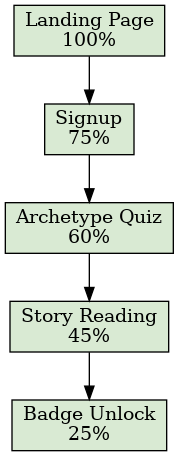 Landing Page
100%
Signup
75%
Archetype Quiz
60%
Story Reading
45%
Badge Unlock
25%